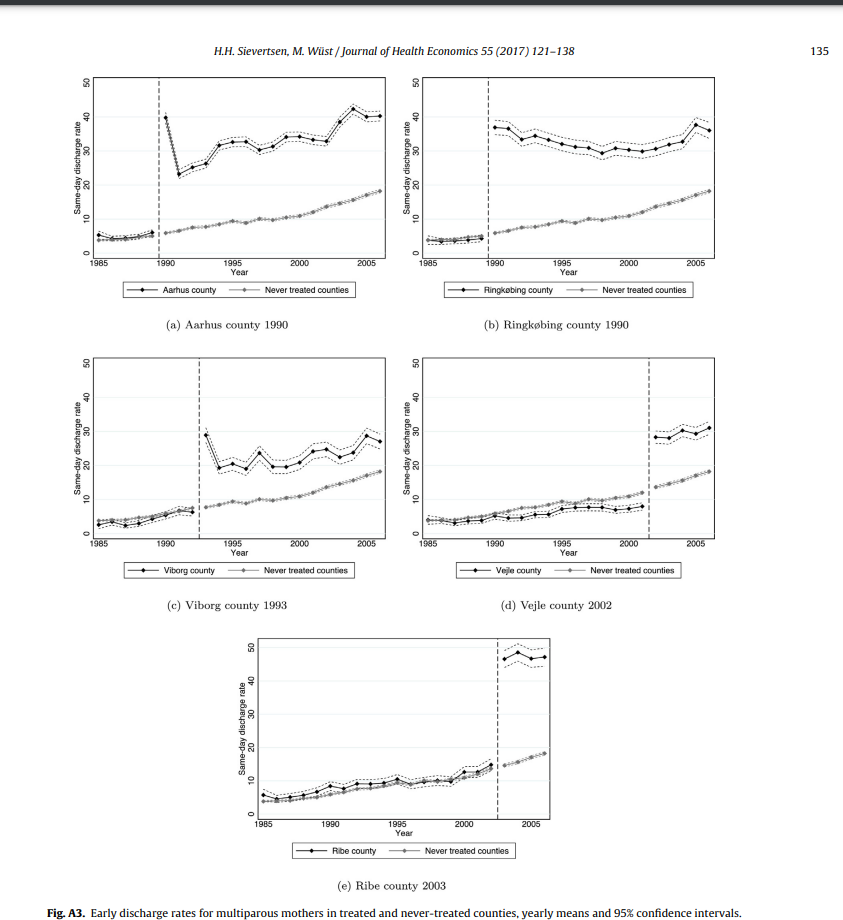 H.H. Sievertsen, M. Wüst / Journal of Health Economics 55 (2017) 121–138
135
Same-day discharge rate
0 10 20 30 40 50
1985 1990 1995 2000 2005
Year
Aarhus county Never treated counties
(a) Aarhus county 1990
Same-day discharge rate
0 10 20 30 40 50
1985 1990 1995 2000 2005
Year
Ringkøbing county Never treated counties
(b) Ringkøbing county 1990
Same-day discharge rate
0 10 20 30 40 50
1985 1990 1995 2000 2005
Year
Viborg county Never treated counties
(c) Viborg county 1993
Same-day discharge rate
0 10 20 30 40 50
1985 1990 1995 2000 2005
Year
Vejle county Never treated counties
(d) Vejle county 2002
Same-day discharge rate
0 10 20 30 40 50
1985 1990 1995 2000 2005
Year
Ribe county Never treated counties
(e) Ribe county 2003
Fig. A3. Early discharge rates for multiparous mothers in treated and never-treated counties, yearly means and 95% confidence intervals.